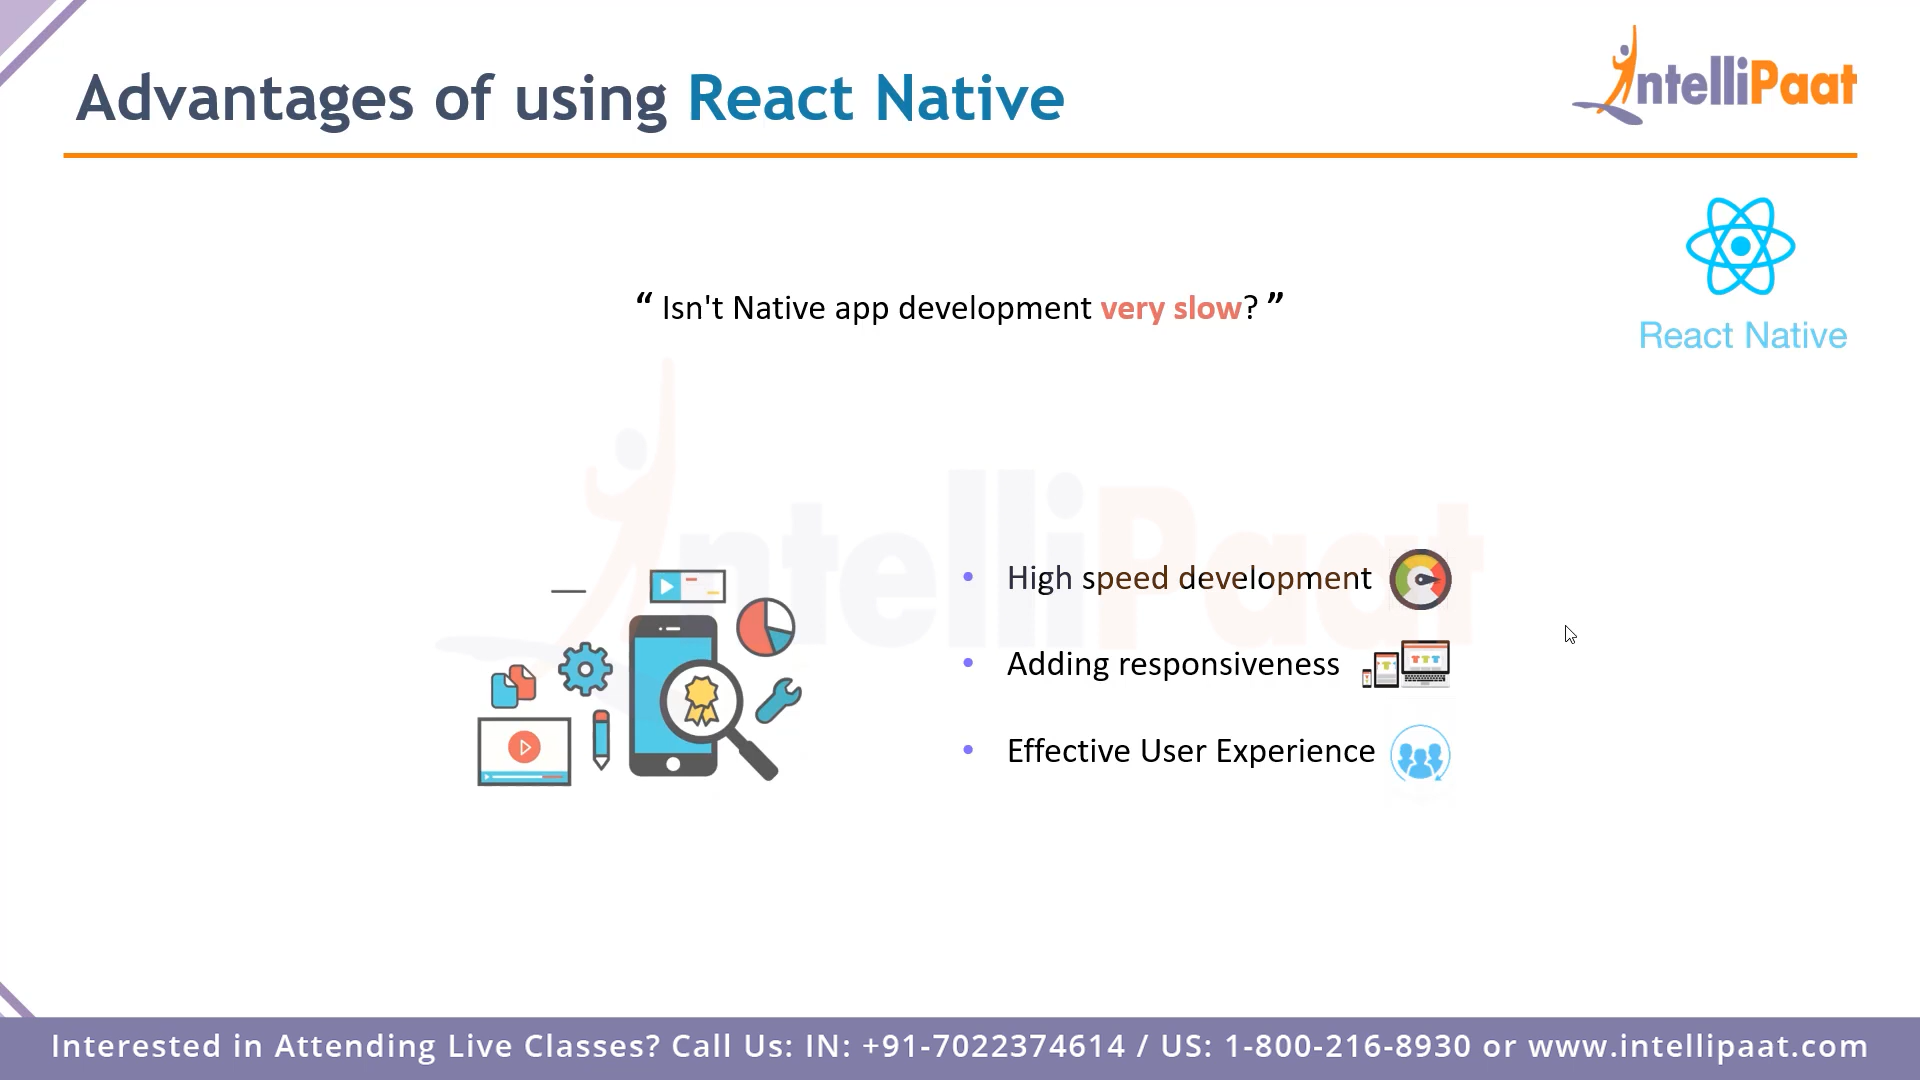 Advantages of using React Native
IntelliPaat
“ Isn't Native app development very slow? ”
React Native
IntelliPaat
• High speed development
• Adding responsiveness
• Effective User Experience
Interested in Attending Live Classes? Call Us: IN: +91-7022374614 / US: 1-800-216-8930 or www.intellipaat.com